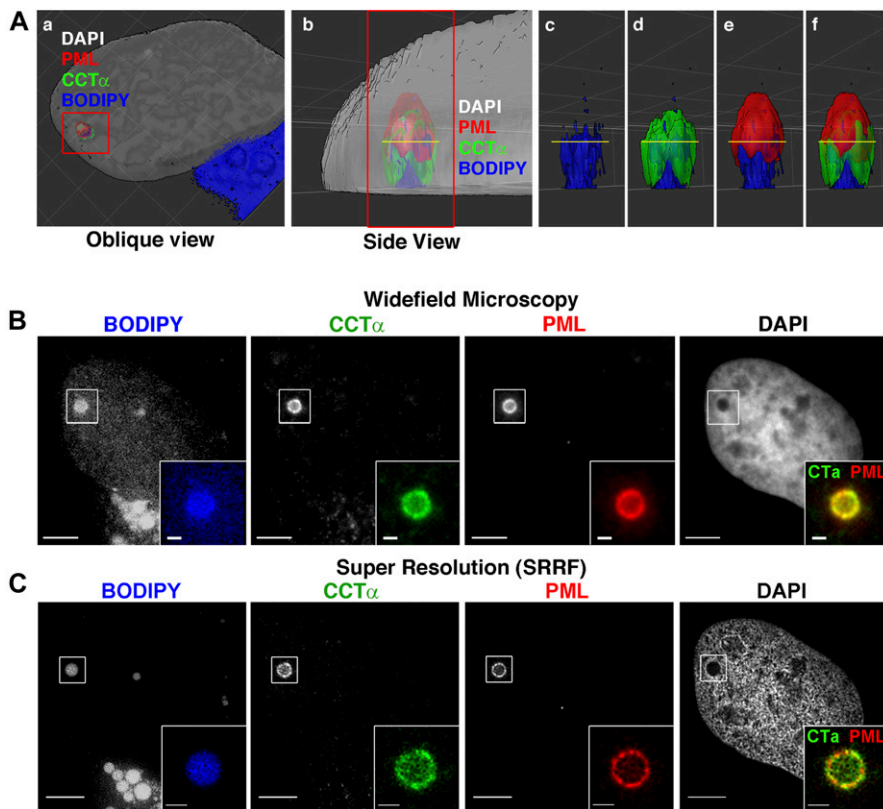 A
a
DAPI
PML
CCTα
BODIPY
Oblique view
b
DAPI
PML
CCTα
BODIPY
Side View
c
d
e
f
Widefield Microscopy
B
BODIPY
CCTα
PML
DAPI
CTa PML
Super Resolution (SRRF)
C
BODIPY
CCTα
PML
DAPI
CTa PML